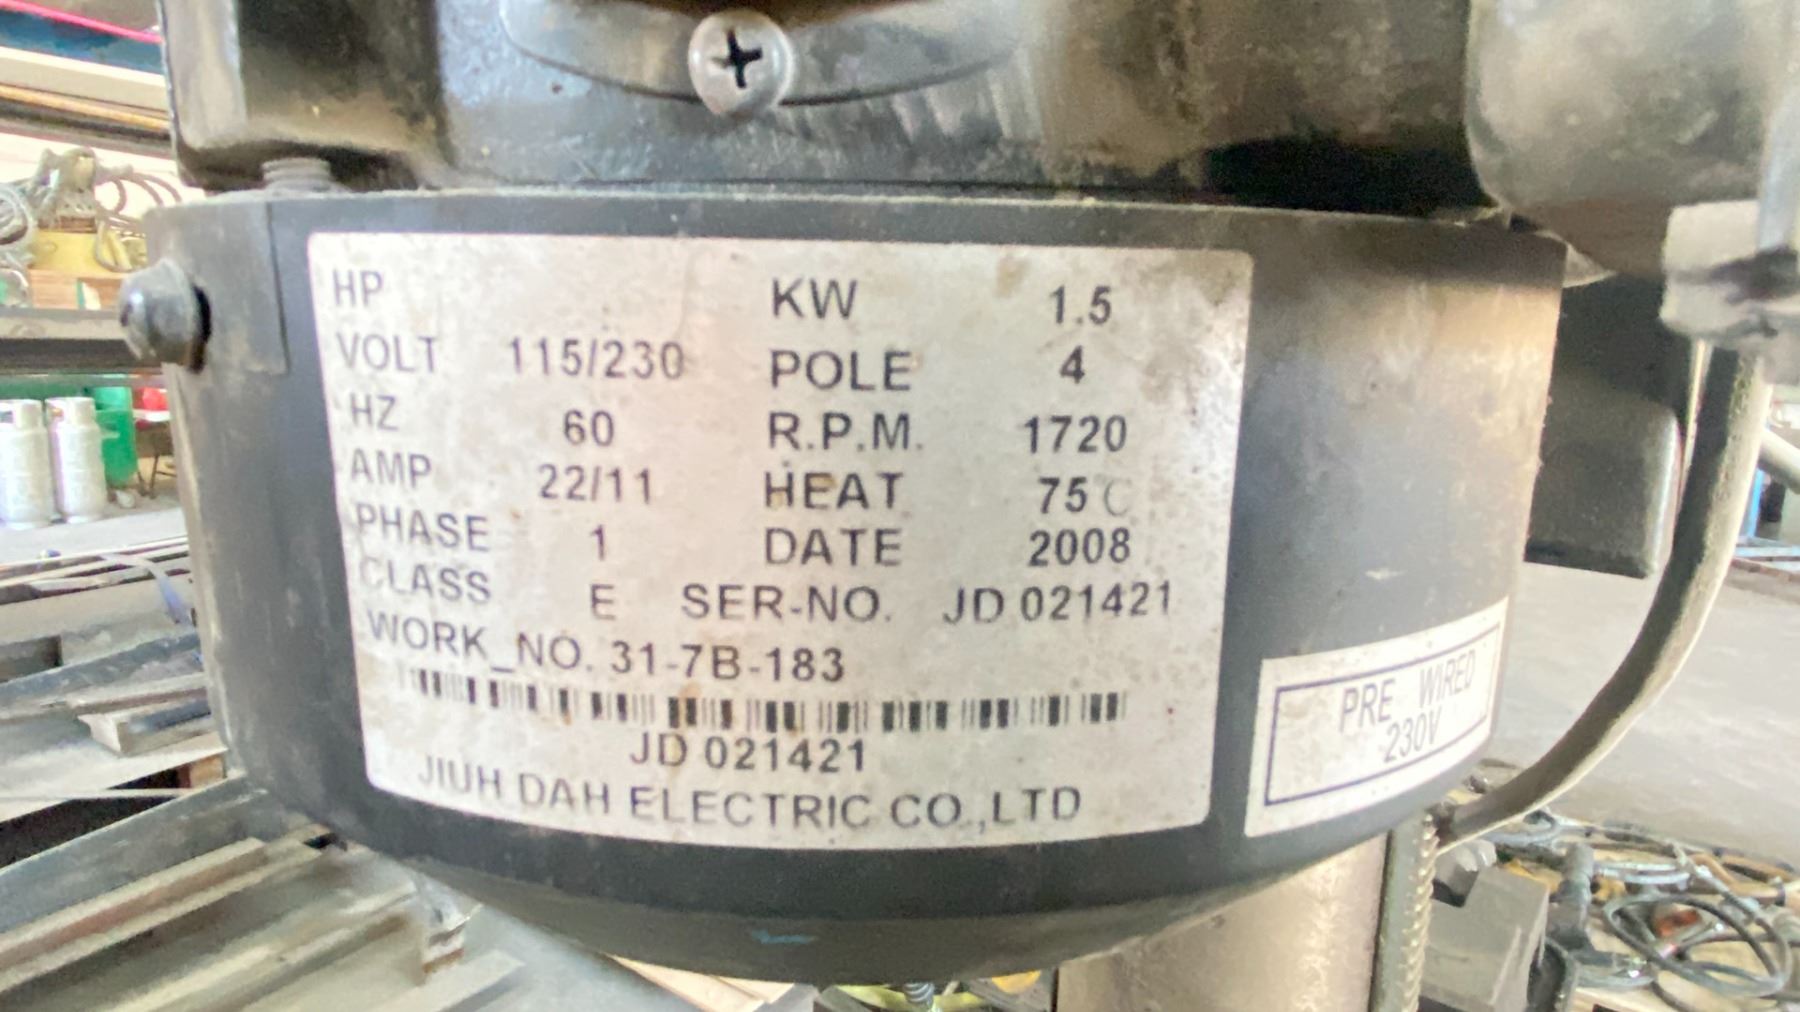 HP KW 1.5
VOLT 115/230 POLE 4
HZ 60 R.P.M. 1720
AMP 22/11 HEAT 75℃
PHASE 1 DATE 2008
CLASS E SER-NO. JD 021421
WORK_NO. 31-7B-183
JD 021421
JIUH DAH ELECTRIC CO.,LTD
PRE WIRED
230V